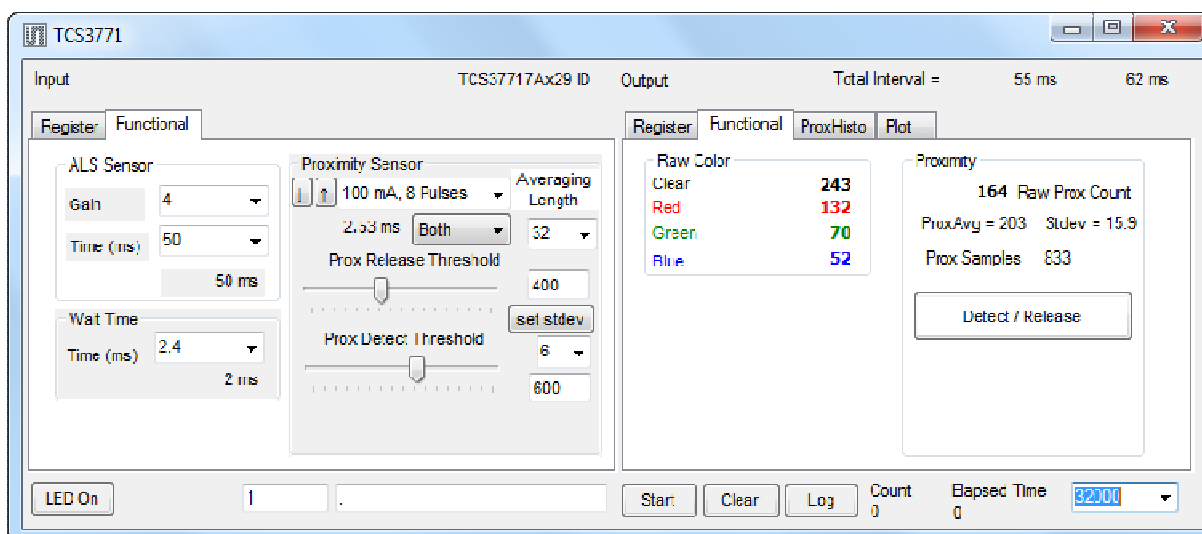 TCS3771
Input
TCS37717Ax29 ID
Output
Total Interval =
55 ms
62 ms
Register
Functional
ALS Sensor
Gain
4
Time (ms)
50
50 ms
Wait Time
Time (ms)
2.4
2 ms
Proximity Sensor
100 mA, 8 Pulses
Averaging
Length
2.53 ms
Both
32
Prox Release Threshold
400
set stdev
Prox Detect Threshold
6
600
Register
Functional
ProxHisto
Plot
Raw Color
Clear
243
Red
132
Green
70
Blue
52
Proximity
164 Raw Prox Count
ProxAvg = 203 Stdev = 15.9
Prox Samples 833
Detect / Release
LED On
1
.
Start
Clear
Log
Count
0
Elapsed Time
0
32000